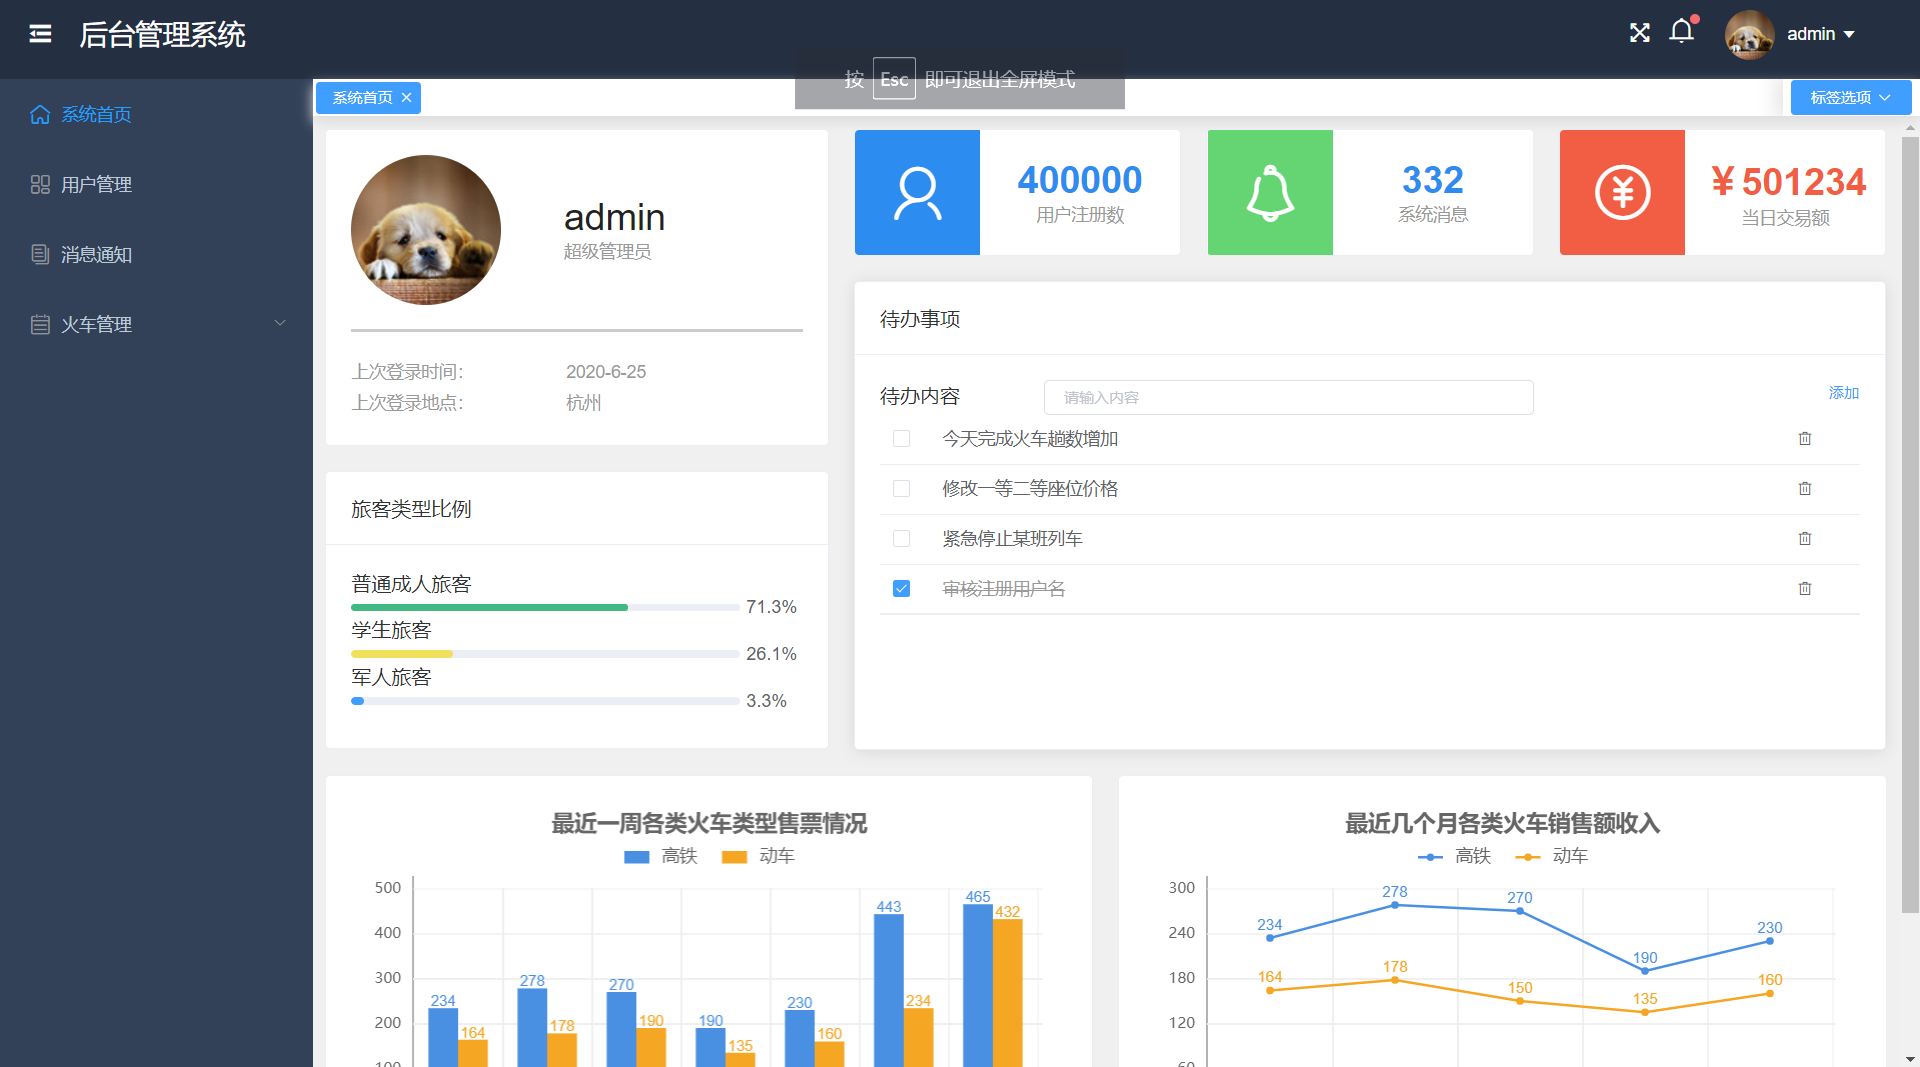 后台管理系统
admin
按 Esc 即可退出全屏模式
系统首页
用户管理
消息通知
火车管理
系统首页
标签选项
admin
超级管理员
上次登录时间:
2020-6-25
上次登录地点:
杭州
400000
用户注册数
332
系统消息
￥501234
当日交易额
旅客类型比例
普通成人旅客
71.3%
学生旅客
26.1%
军人旅客
3.3%
待办事项
待办内容
请输入内容
添加
今天完成火车趟数增加
修改一等二等座位价格
紧急停止某班列车
审核注册用户名
最近一周各类火车类型售票情况
高铁 动车
500
400
300
200
100
234 164
278 178
270 190
190 135
230 160
443 234
465 432
最近几个月各类火车销售额收入
高铁 动车
300
240
180
120
60
234 278 270 190 230
164 178 150 135 160